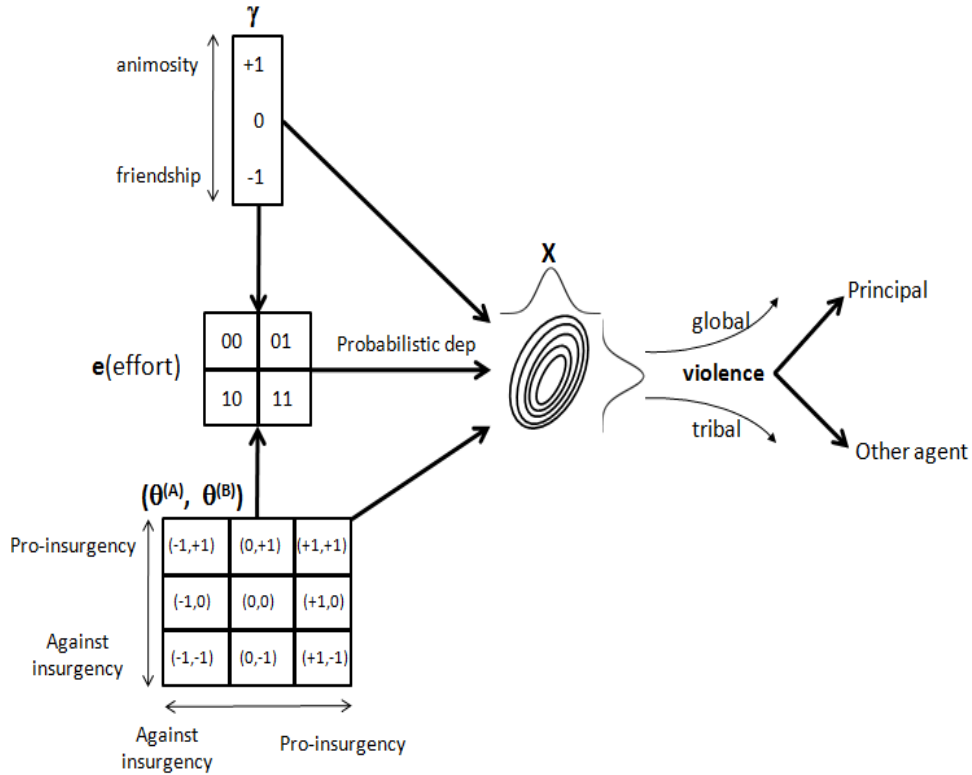 γ
animosity
+1
0
friendship
-1
X
Principal
global
00 01
Probabilistic dep
e(effort)
violence
10 11
tribal
Other agent
(θ(A), θ(B))
Pro-insurgency
(-1,+1) (0,+1) (+1,+1)
(-1,0) (0,0) (+1,0)
Against
insurgency
(-1,-1) (0,-1) (+1,-1)
Against
insurgency
Pro-insurgency